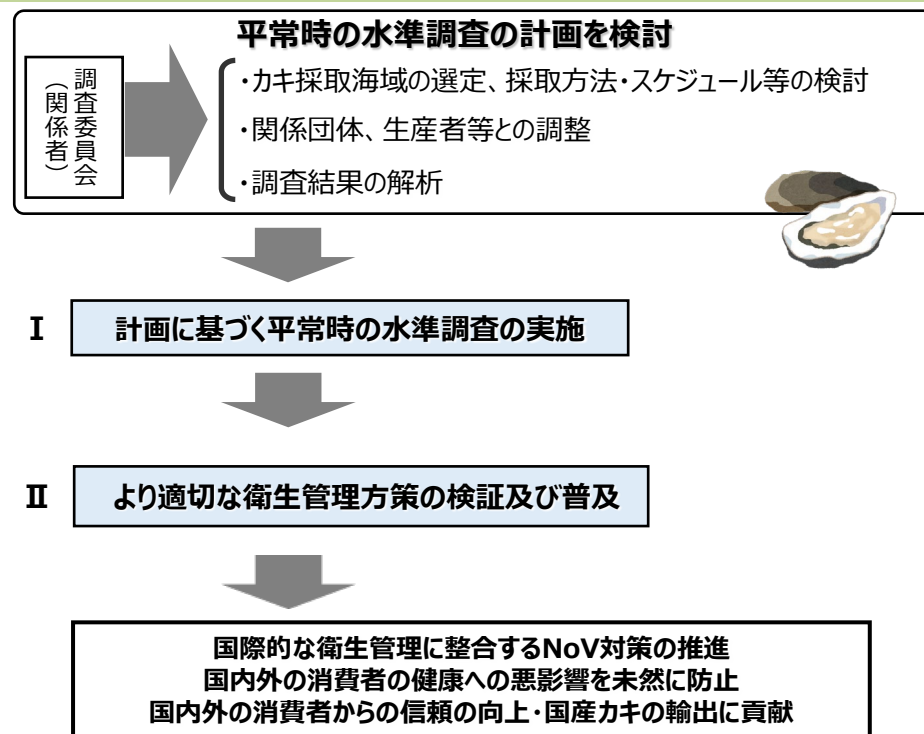 平常時の水準調査の計画を検討
調査委員会
（関係者）
・カキ採取海域の選定、採取方法・スケジュール等の検討
・関係団体、生産者等との調整
・調査結果の解析
Ⅰ 計画に基づく平常時の水準調査の実施
Ⅱ より適切な衛生管理方策の検証及び普及
国際的な衛生管理に整合するNoV対策の推進
国内外の消費者の健康への悪影響を未然に防止
国内外の消費者からの信頼の向上・国産カキの輸出に貢献